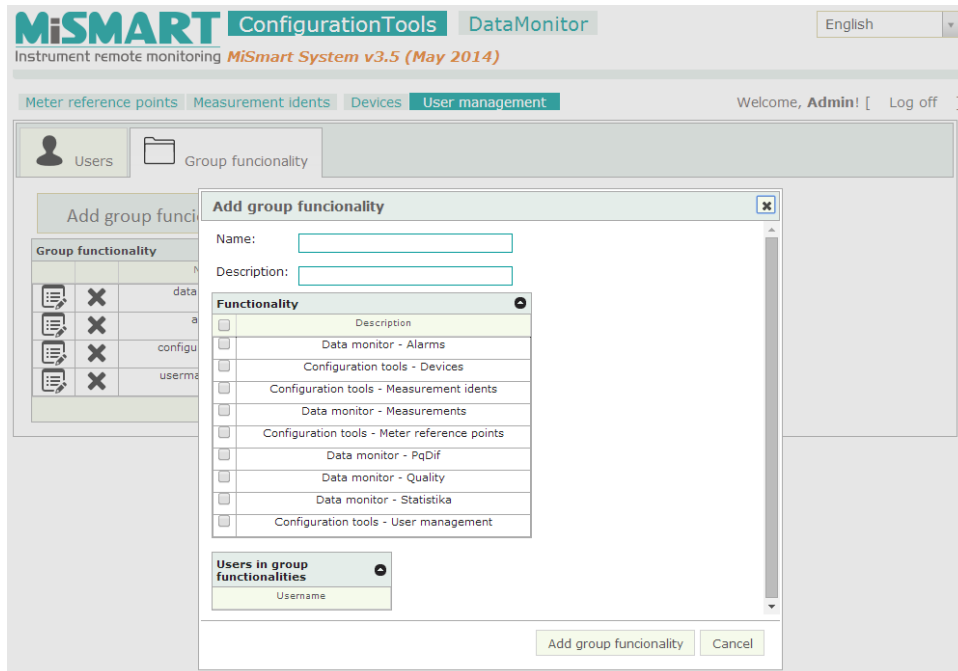 MiSMART ConfigurationTools DataMonitor English
Instrument remote monitoring MiSmart System v3.5 (May 2014)
Meter reference points Measurement idents Devices User management Welcome, Admin! [ Log off ]
Users Group funcionality
Add group funci
Add group funcionality
Group functionality
N
data
a
configu
userma
Name:
Description:
Functionality
Description
Data monitor - Alarms
Configuration tools - Devices
Configuration tools - Measurement idents
Data monitor - Measurements
Configuration tools - Meter reference points
Data monitor - PqDif
Data monitor - Quality
Data monitor - Statistika
Configuration tools - User management
Users in group
functionalities
Username
Add group funcionality Cancel